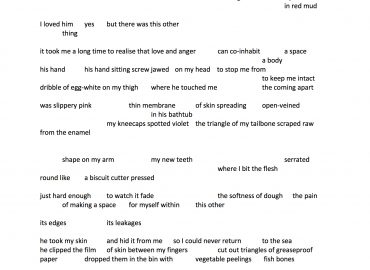 in red mud
I loved him yes but there was this other
thing
it took me a long time to realise that love and anger can co-inhabit a space
a body
his hand his hand sitting screw jawed on my head to stop me from
to keep me intact
dribble of egg-white on my thigh where he touched me the coming apart
was slippery pink thin membrane of skin spreading open-veined
in his bathtub
my kneecaps spotted violet the triangle of my tailbone scraped raw
from the enamel
shape on my arm my new teeth serrated
where I bit the flesh
round like a biscuit cutter pressed
just hard enough to watch it fade the softness of dough the pain
of making a space for myself within this other
its edges its leakages
he took my skin and hid it from me so I could never return to the sea
he clipped the film of skin between my fingers cut out triangles of greaseproof
paper dropped them in the bin with vegetable peelings fish bones